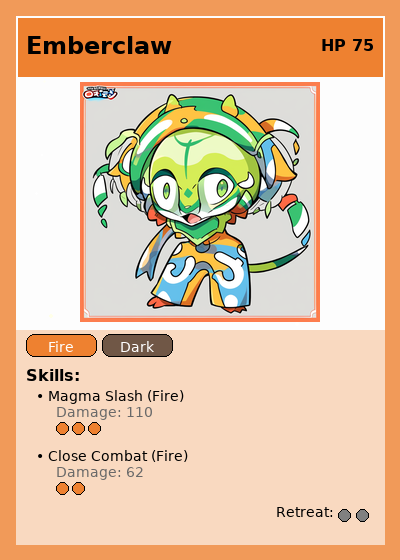 Emberclaw
HP 75
Fire
Dark
Skills:
• Magma Slash (Fire)
Damage: 110
• Close Combat (Fire)
Damage: 62
Retreat: